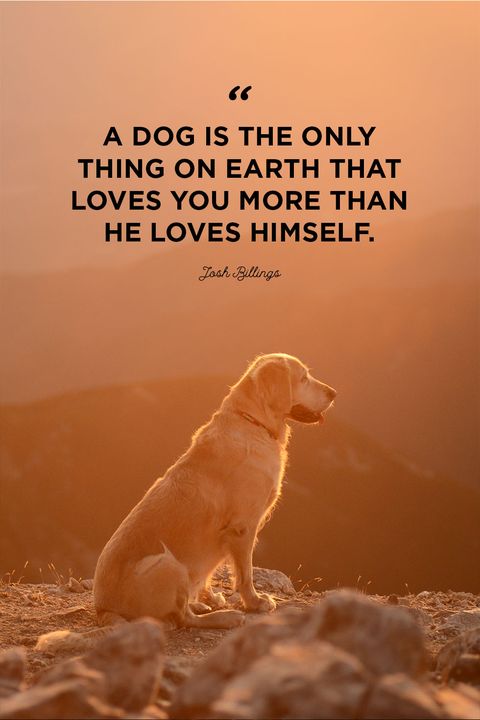 “
A DOG IS THE ONLY
THING ON EARTH THAT
LOVES YOU MORE THAN
HE LOVES HIMSELF.
Josh Billings